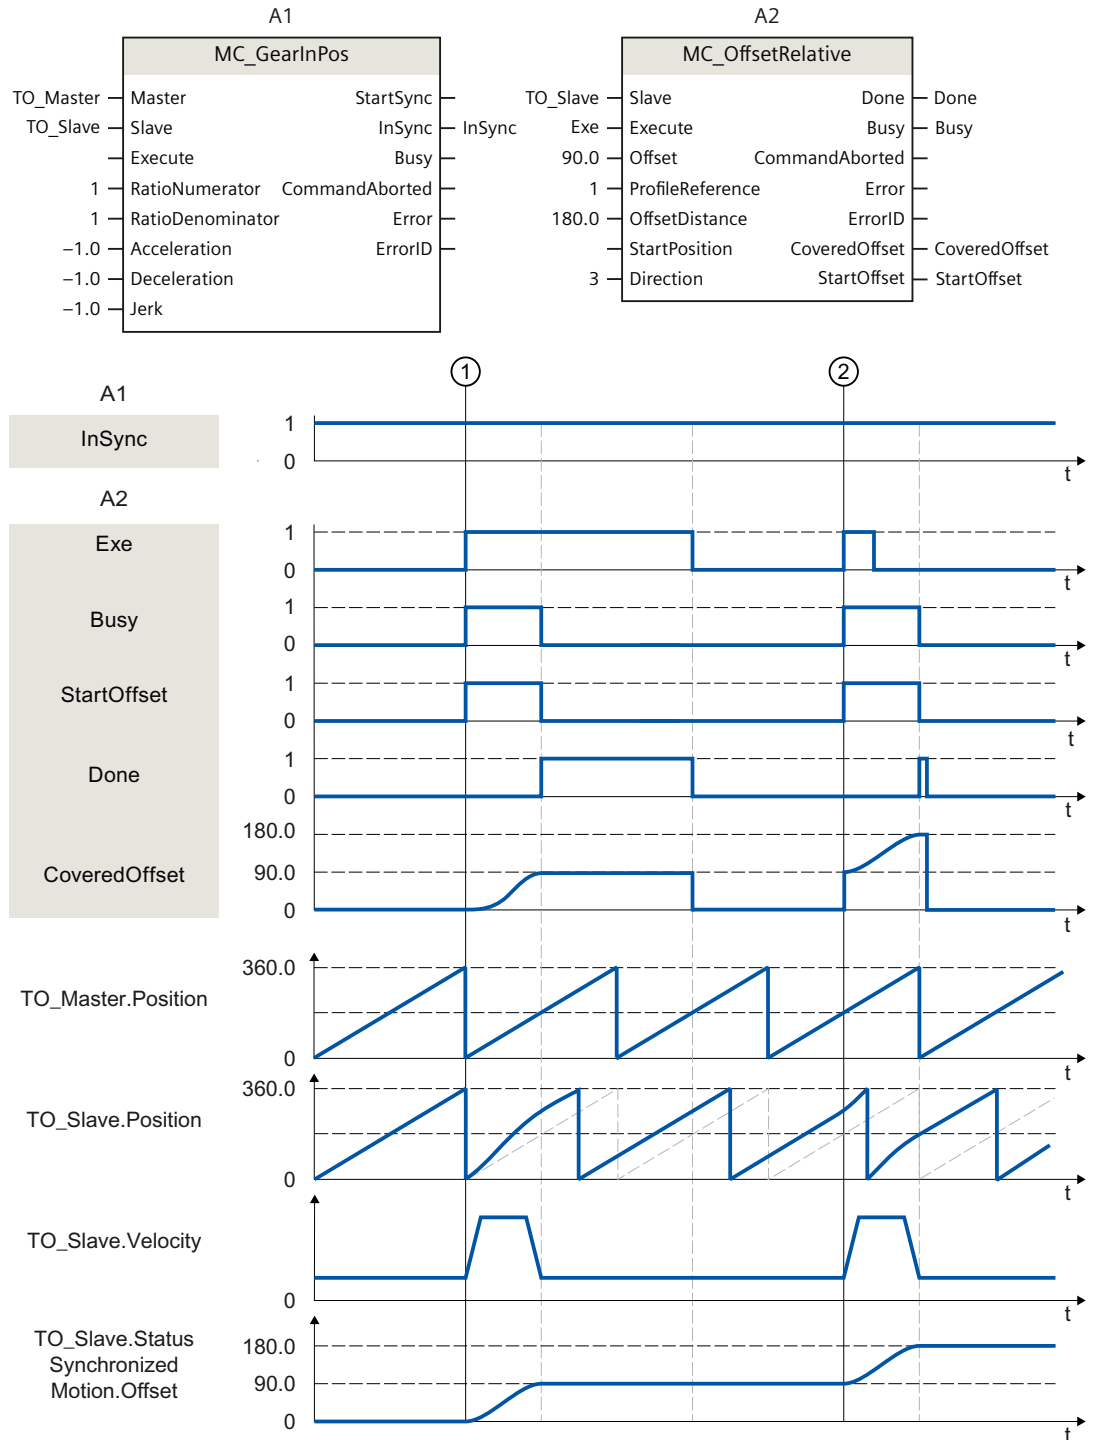 A1
MC_GearInPos
TO_Master Master StartSync
TO_Slave Slave InSync InSync
Execute Busy
1 RatioNumerator CommandAborted
1 RatioDenominator Error
−1.0 Acceleration ErrorID
−1.0 Deceleration
−1.0 Jerk
A2
MC_OffsetRelative
TO_Slave Slave Done Done
Exe Execute Busy Busy
90.0 Offset CommandAborted
1 ProfileReference Error
180.0 OffsetDistance ErrorID
StartPosition CoveredOffset CoveredOffset
3 Direction StartOffset StartOffset
1 2
A1
InSync
1
0
t
A2
Exe
1
0
t
Busy
1
0
t
StartOffset
1
0
t
Done
1
0
t
CoveredOffset
180.0
90.0
0
t
TO_Master.Position
360.0
0
t
TO_Slave.Position
360.0
0
t
TO_Slave.Velocity
0
t
TO_Slave.Status
Synchronized
Motion.Offset
180.0
90.0
0
t